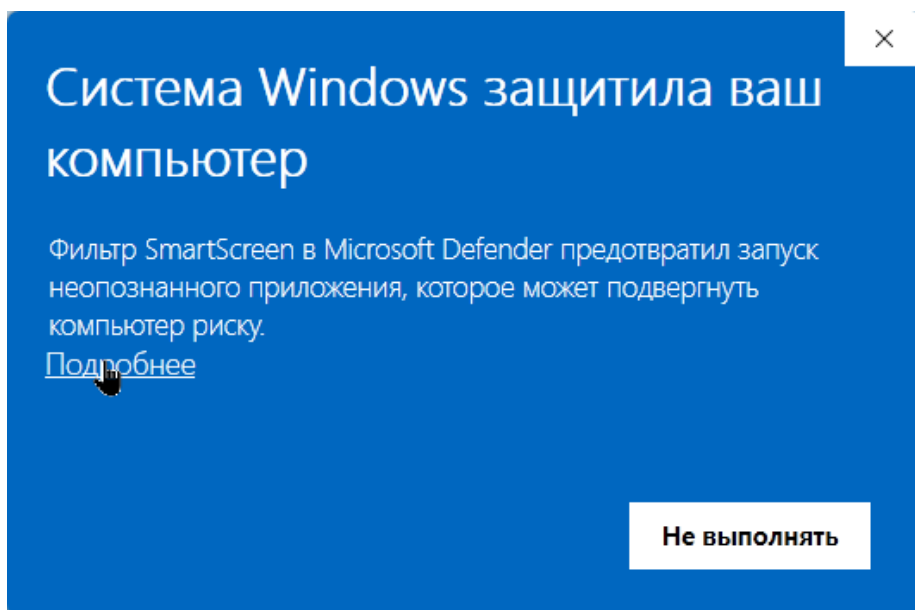 Система Windows защитила ваш
компьютер
Фильтр SmartScreen в Microsoft Defender предотвратил запуск
неопознанного приложения, которое может подвергнуть
компьютер риску.
Подробнее
Не выполнять